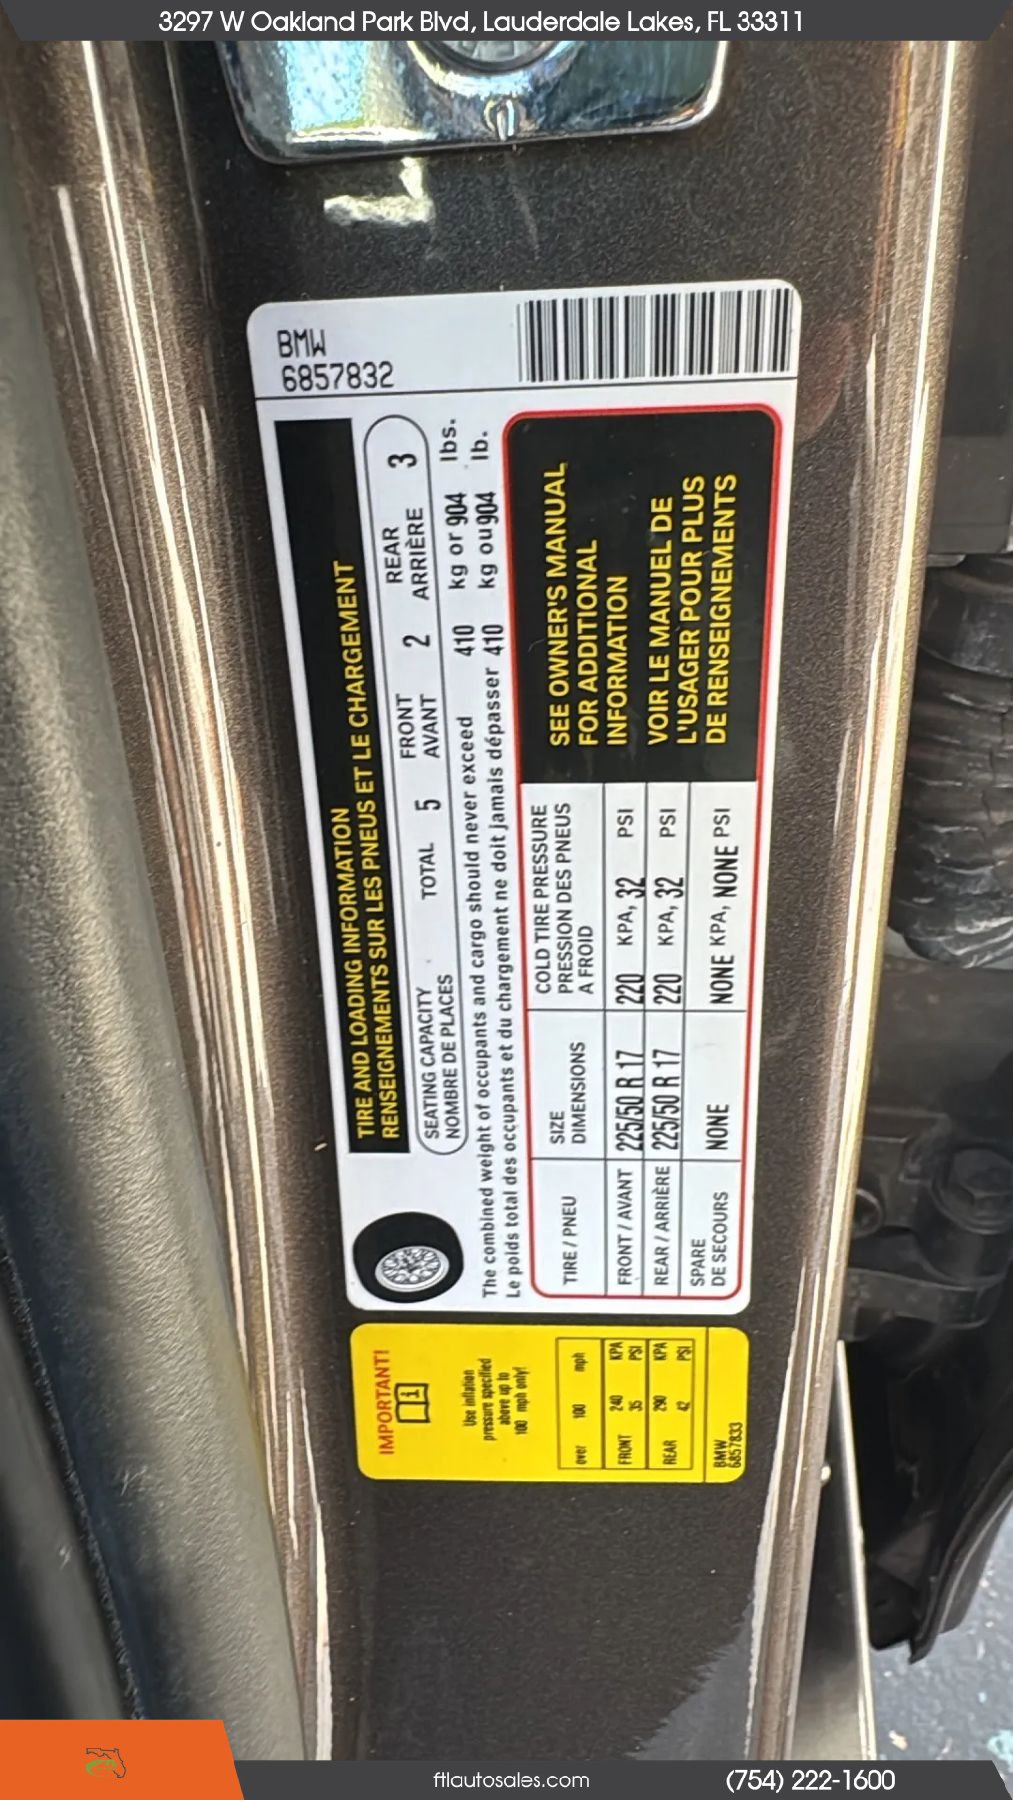 3297 W Oakland Park Blvd, Lauderdale Lakes, FL 33311
BMW
6857832
TIRE AND LOADING INFORMATION
RENSEIGNEMENTS SUR LES PNEUS ET LE CHARGEMENT
SEATING CAPACITY TOTAL 5 FRONT 2 REAR 3
NOMBRE DE PLACES AVANT ARRIÈRE
The combined weight of occupants and cargo should never exceed 410 kg or 904 lbs.
Le poids total des occupants et du chargement ne doit jamais dépasser 410 kg ou 904 lb.
TIRE / PNEU SIZE DIMENSIONS COLD TIRE PRESSURE PRESSION DES PNEUS A FROID
FRONT / AVANT 225/50 R 17 220 KPA, 32 PSI
REAR / ARRIÈRE 225/50 R 17 220 KPA, 32 PSI
SPARE
DE SECOURS NONE NONE KPA, NONE PSI
SEE OWNER'S MANUAL
FOR ADDITIONAL
INFORMATION
VOIR LE MANUEL DE
L'USAGER POUR PLUS
DE RENSEIGNEMENTS
IMPORTANT!
i
Use inflation
pressure specified
above up to
100 mph only!
over 100 mph
FRONT 240 KPA
35 PSI
REAR 290 KPA
42 PSI
BMW
6857833
ftlautosales.com
(754) 222-1600